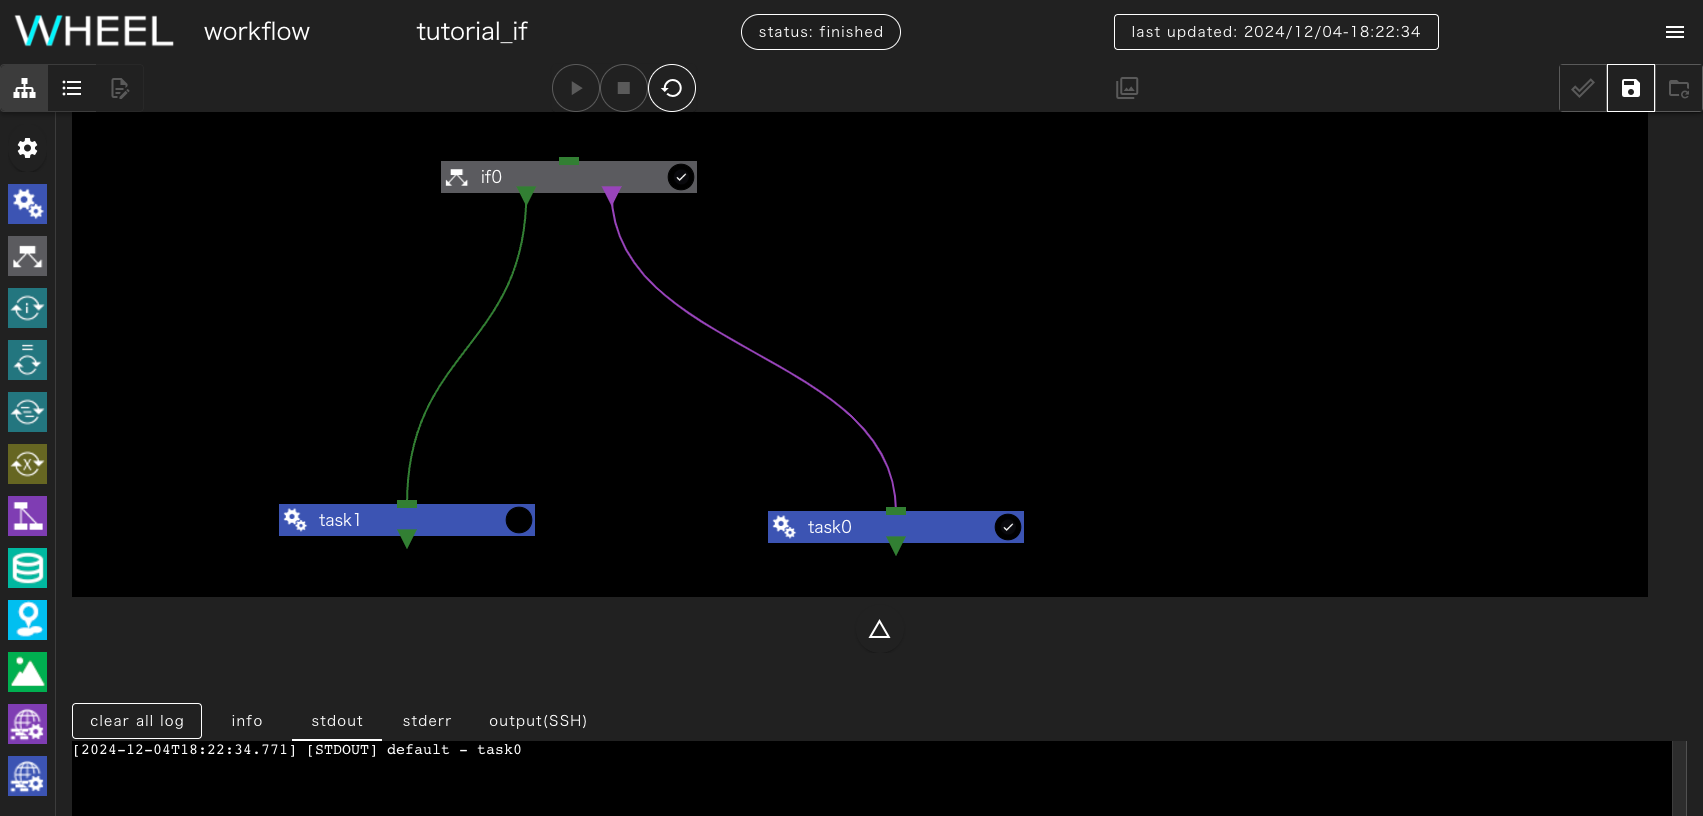 WHEEL workflow tutorial_if status: finished last updated: 2024/12/04-18:22:34
if0
task1
task0
clear all log info stdout stderr output(SSH)
[2024-12-04T18:22:34.771] [STDOUT] default - task0